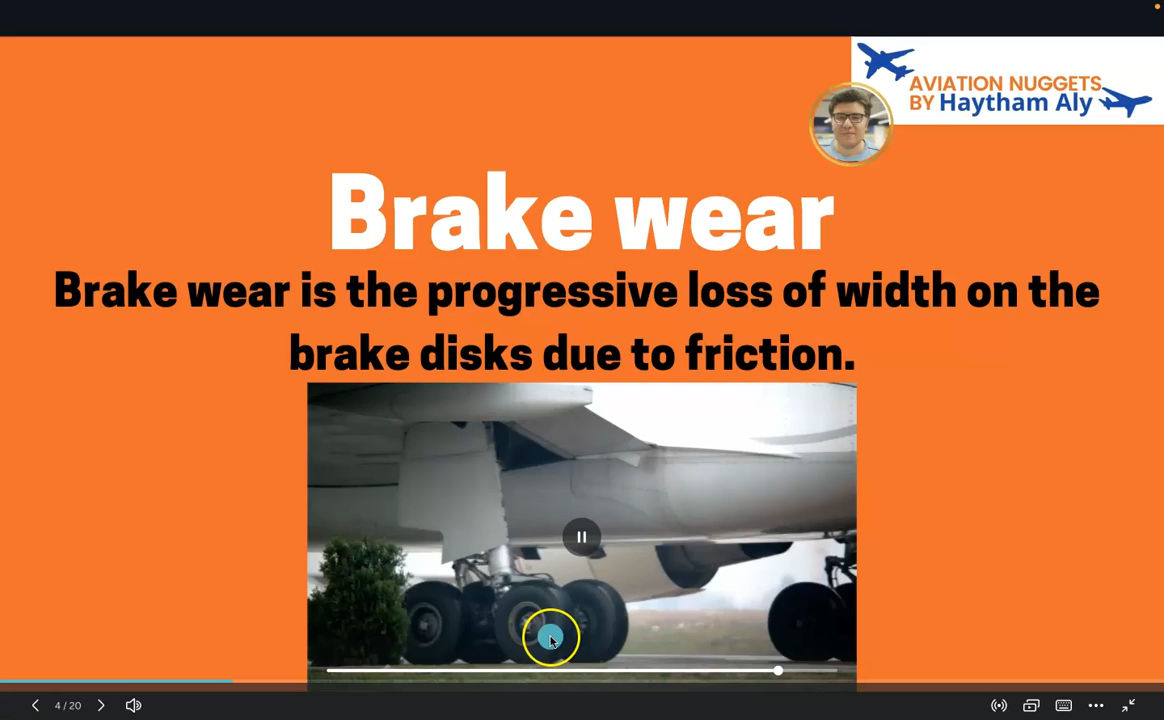 AVIATION NUGGETS
BY Haytham Aly
Brake wear
Brake wear is the progressive loss of width on the
brake disks due to friction.
4 / 20